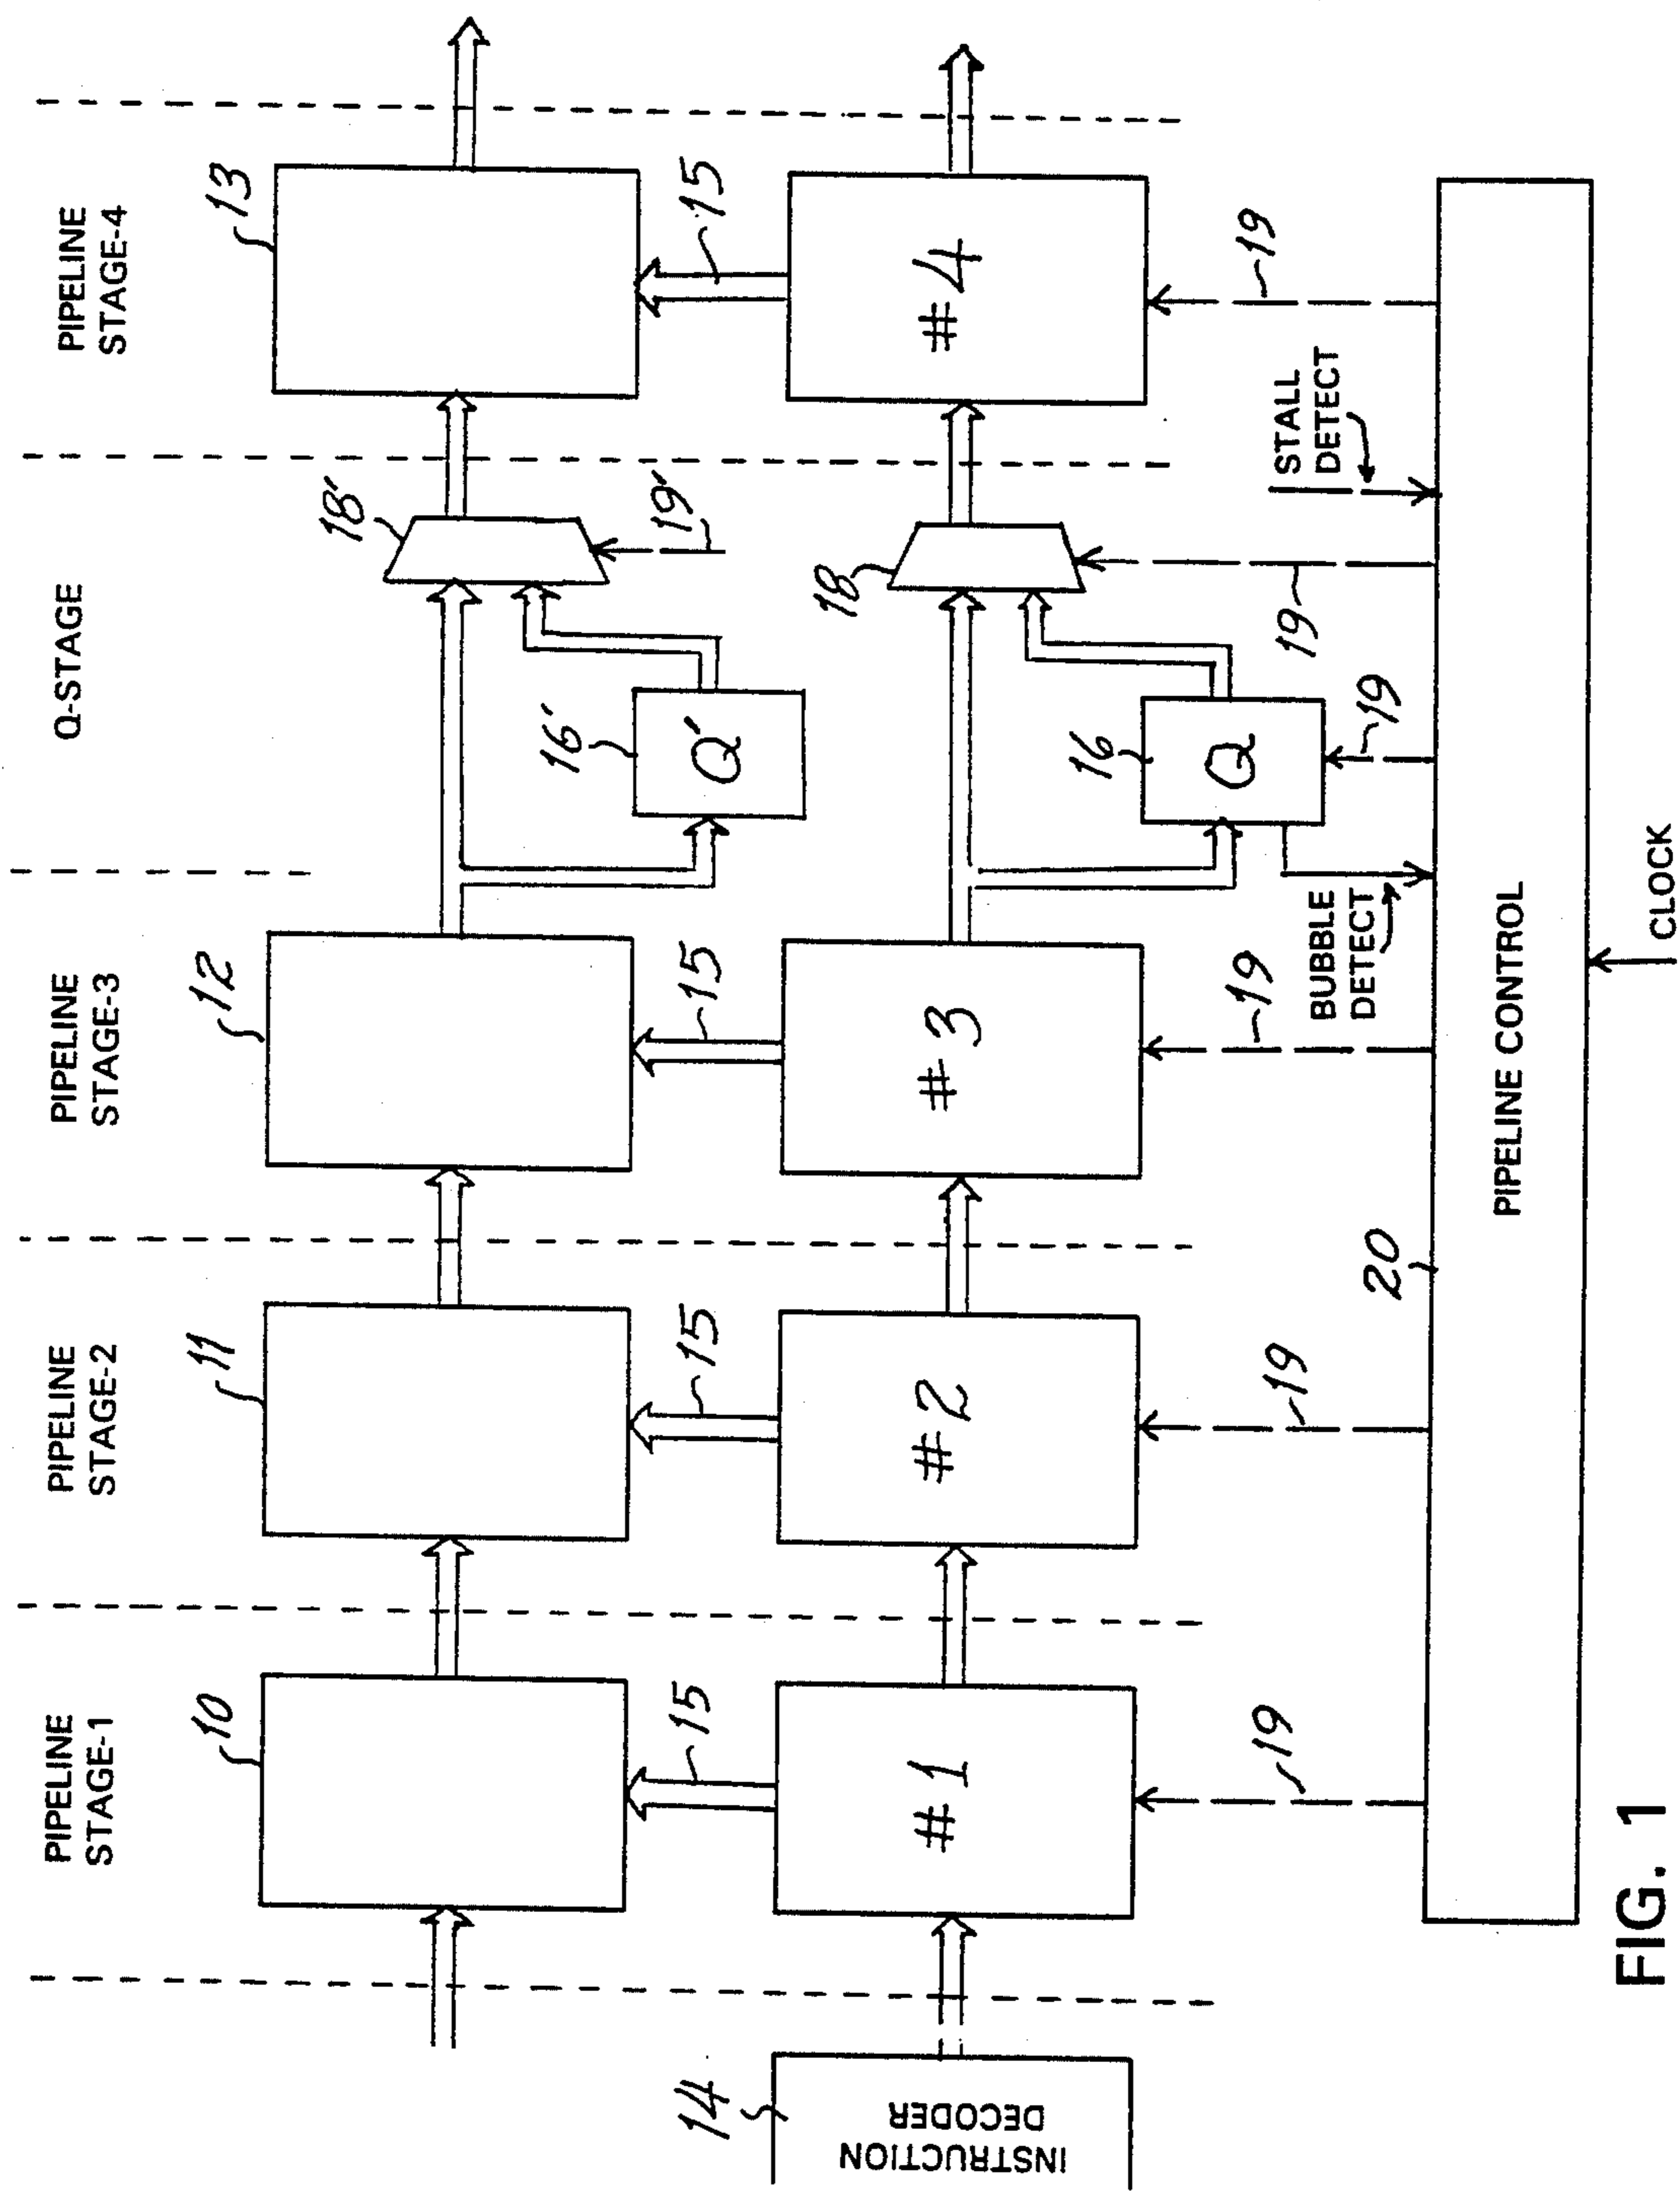 PIPELINE
STAGE-1
PIPELINE
STAGE-2
PIPELINE
STAGE-3
Q-STAGE
PIPELINE
STAGE-4
10
11
12
13
18'
16'
Q'
19'
15
15
15
15
14
INSTRUCTION
DECODER
#1
#2
#3
#4
16
Q
18
19
19
19
19
19
19
BUBBLE
DETECT
STALL
DETECT
20
PIPELINE CONTROL
CLOCK
FIG. 1